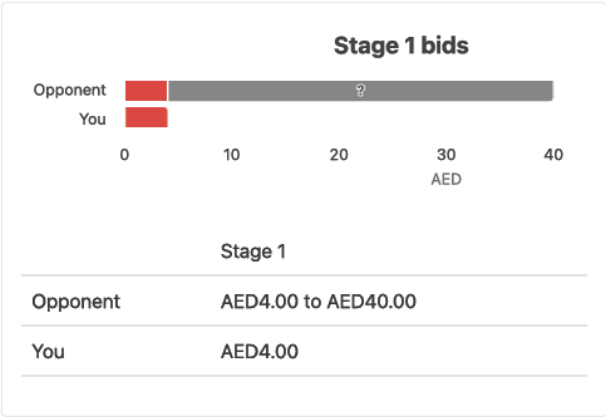 Stage 1 bids
Opponent ?
You
0 10 20 30 40
AED
Stage 1
Opponent AED4.00 to AED40.00
You AED4.00